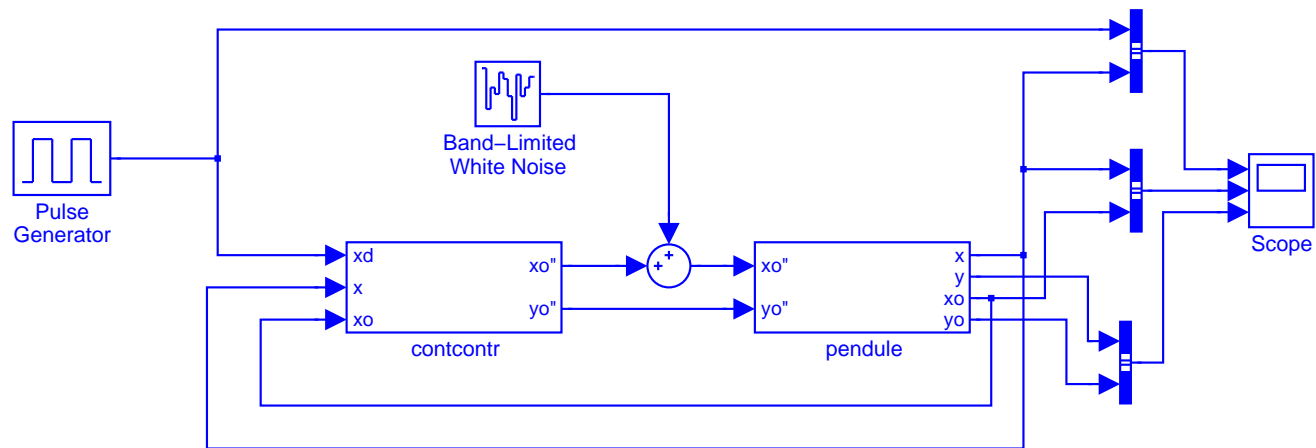 Band−Limited
White Noise
Pulse
Generator
Scope
xd
x
xo
xo"
yo"
contcontr
+
+
xo"
yo"
x
y
xo
yo
pendule